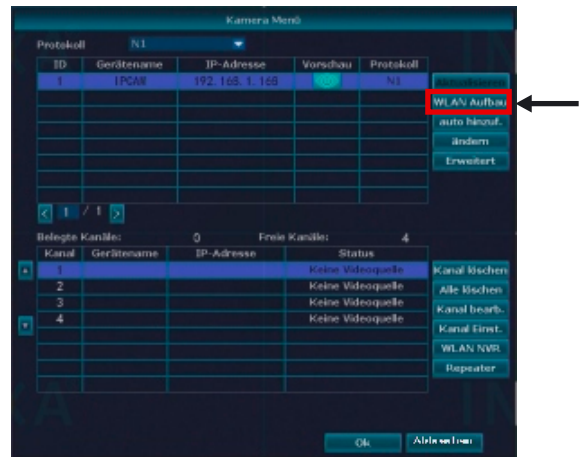 Kamera Menü
Protokoll N1
ID Gerätename IP-Adresse Vorschau Protokoll
1 IPCAM 192.168.1.168 N1
Aktualisieren
WLAN Aufbau
auto hinzuf.
ändern
Erweitert
< 1 / 1 >
Belegte Kanäle: 0 Freie Kanäle: 4
Kanal Gerätename IP-Adresse Status
1 Keine Videoquelle
2 Keine Videoquelle
3 Keine Videoquelle
4 Keine Videoquelle
Kanal löschen
Alle löschen
Kanal bearb.
Kanal Einst.
WLAN NVR
Repeater
Ok